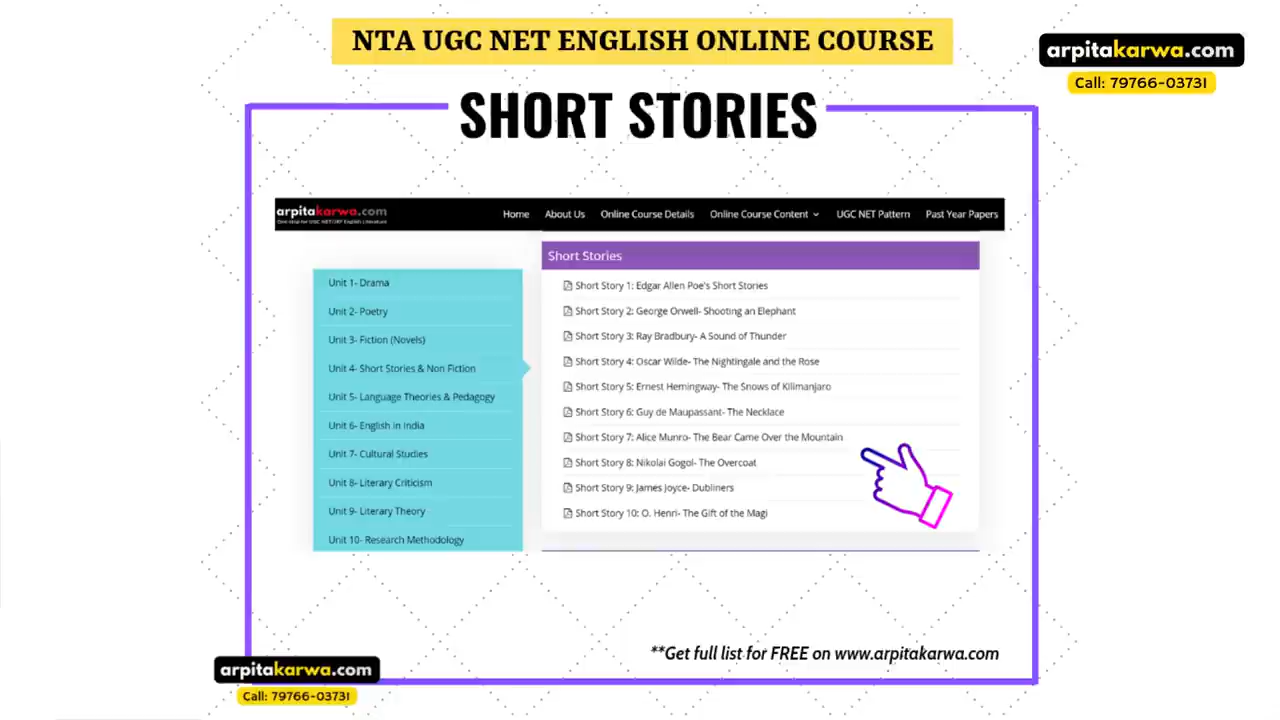 NTA UGC NET ENGLISH ONLINE COURSE
arpitakarwa.com
Call: 79766-03731
SHORT STORIES
arpitakarwa.com
Home About Us Online Course Details Online Course Content UGC NET Pattern Past Year Papers
Short Stories
Unit 1- Drama
Unit 2- Poetry
Unit 3- Fiction (Novels)
Unit 4- Short Stories & Non Fiction
Unit 5- Language Theories & Pedagogy
Unit 6- English in India
Unit 7- Cultural Studies
Unit 8- Literary Criticism
Unit 9- Literary Theory
Unit 10- Research Methodology
Short Story 1: Edgar Allen Poe's Short Stories
Short Story 2: George Orwell- Shooting an Elephant
Short Story 3: Ray Bradbury- A Sound of Thunder
Short Story 4: Oscar Wilde- The Nightingale and the Rose
Short Story 5: Ernest Hemingway- The Snows of Kilimanjaro
Short Story 6: Guy de Maupassant- The Necklace
Short Story 7: Alice Munro- The Bear Came Over the Mountain
Short Story 8: Nikolai Gogol- The Overcoat
Short Story 9: James Joyce- Dubliners
Short Story 10: O. Henri- The Gift of the Magi
**Get full list for FREE on www.arpitakarwa.com
arpitakarwa.com
Call: 79766-03731